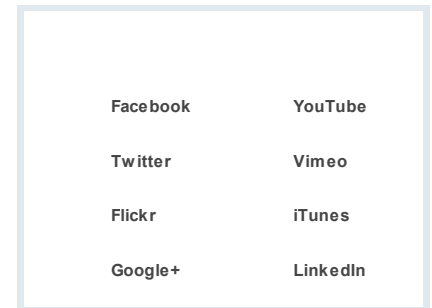 Facebook YouTube
Twitter Vimeo
Flickr iTunes
Google+ LinkedIn